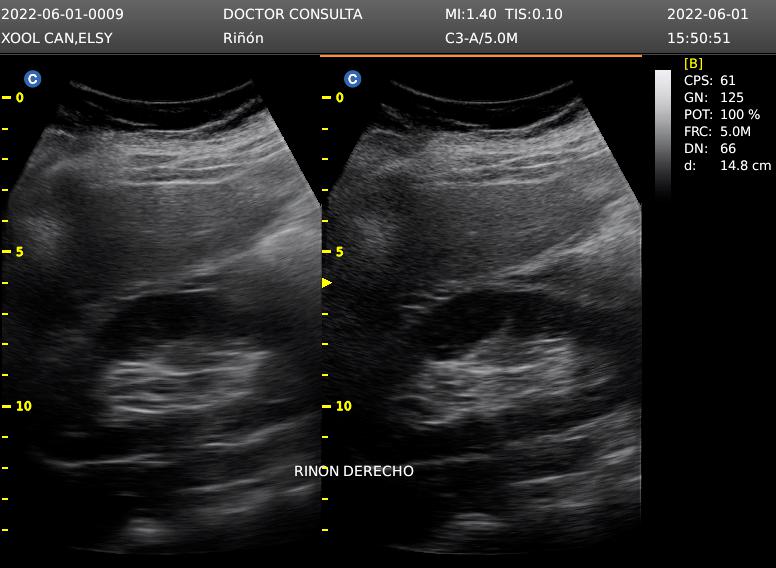 2022-06-01-0009 DOCTOR CONSULTA MI:1.40 TIS:0.10 2022-06-01
XOOL CAN,ELSY Riñón C3-A/5.0M 15:50:51
[B]
CPS: 61
GN: 125
POT: 100 %
FRC: 5.0M
DN: 66
d: 14.8 cm
C C
0 0
5 5
10 10
RINON DERECHO